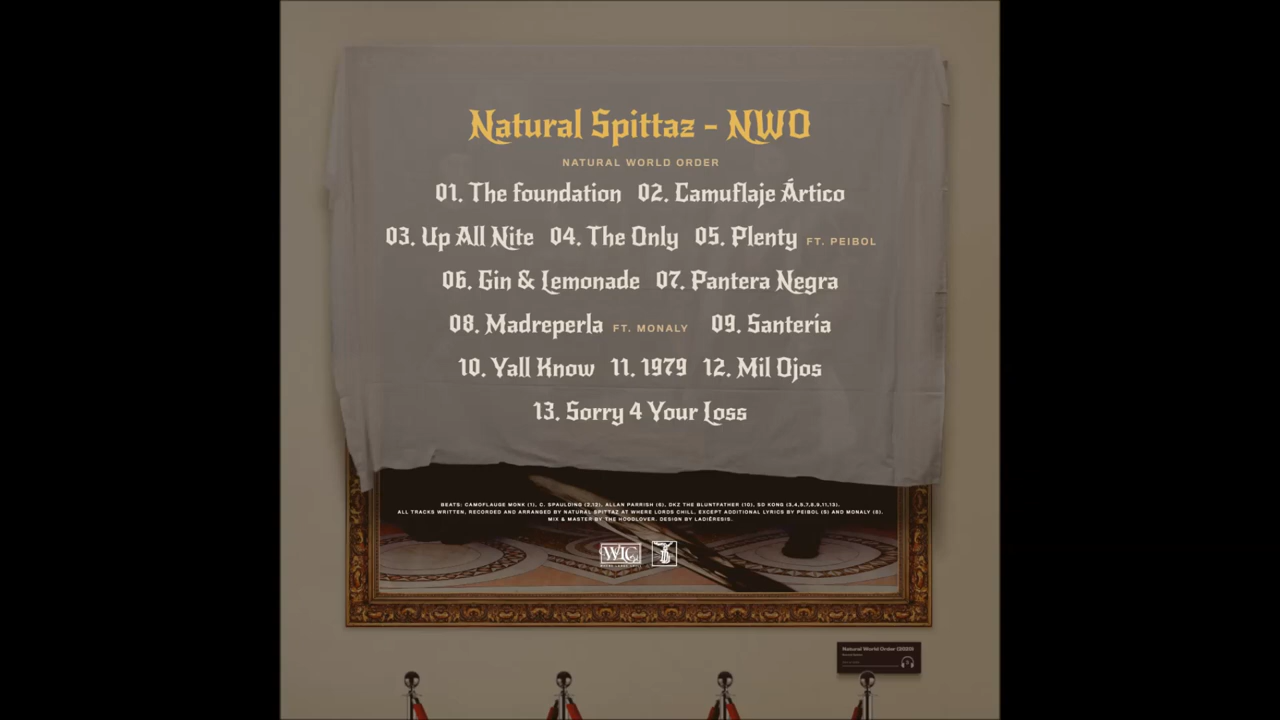 Natural Spittaz - NWO
NATURAL WORLD ORDER
01. The foundation 02. Camuflaje Ártico
03. Up All Nite 04. The Only 05. Plenty FT. PEIBOL
06. Gin & Lemonade 07. Pantera Negra
08. Madreperla FT. MONALY 09. Santería
10. Yall Know 11. 1979 12. Mil Ojos
13. Sorry 4 Your Loss
BEATS: CAMOFLAUGE MONK (1), C. SPAULDING (2,12), ALLAN PARRISH (6), DKZ THE BLUNTFATHER (10), SD KONG (3,4,5,7,8,9,11,13).
ALL TRACKS WRITTEN, RECORDED AND ARRANGED BY NATURAL SPITTAZ AT WHERE LORDS CHILL, EXCEPT ADDITIONAL LYRICS BY PEIBOL (5) AND MONALY (8).
MIX & MASTER BY THE HOODLOVER. DESIGN BY LADIÉRESIS.
WLC
Natural World Order (2020)